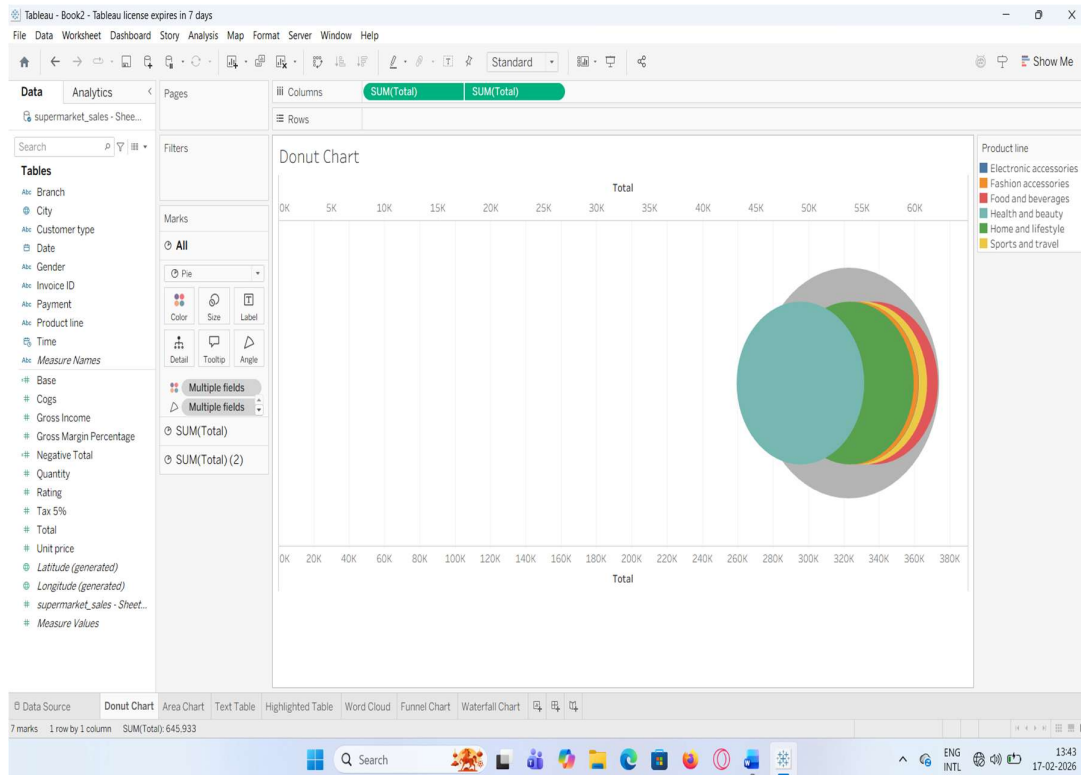 Tableau - Book2 - Tableau license expires in 7 days
File Data Worksheet Dashboard Story Analysis Map Format Server Window Help
Standard
Show Me
Data Analytics
supermarket_sales - Shee...
Search
Tables
Abc Branch
City
Abc Customer type
Date
Abc Gender
Abc Invoice ID
Abc Payment
Abc Product line
Time
Abc Measure Names
=# Base
# Cogs
# Gross Income
# Gross Margin Percentage
=# Negative Total
# Quantity
# Rating
# Tax 5%
# Total
# Unit price
Latitude (generated)
Longitude (generated)
# supermarket_sales - Sheet...
# Measure Values
Pages
Filters
Marks
All
Pie
Color Size Label
Detail Tooltip Angle
Multiple fields
Multiple fields
SUM(Total)
SUM(Total) (2)
Columns SUM(Total) SUM(Total)
Rows
Donut Chart
Total
0K 5K 10K 15K 20K 25K 30K 35K 40K 45K 50K 55K 60K
0K 20K 40K 60K 80K 100K 120K 140K 160K 180K 200K 220K 240K 260K 280K 300K 320K 340K 360K 380K
Total
Product line
Electronic accessories
Fashion accessories
Food and beverages
Health and beauty
Home and lifestyle
Sports and travel
Data Source Donut Chart Area Chart Text Table Highlighted Table Word Cloud Funnel Chart Waterfall Chart
7 marks 1 row by 1 column SUM(Total): 645,933
Search
ENG
INTL
13:43
17-02-2026